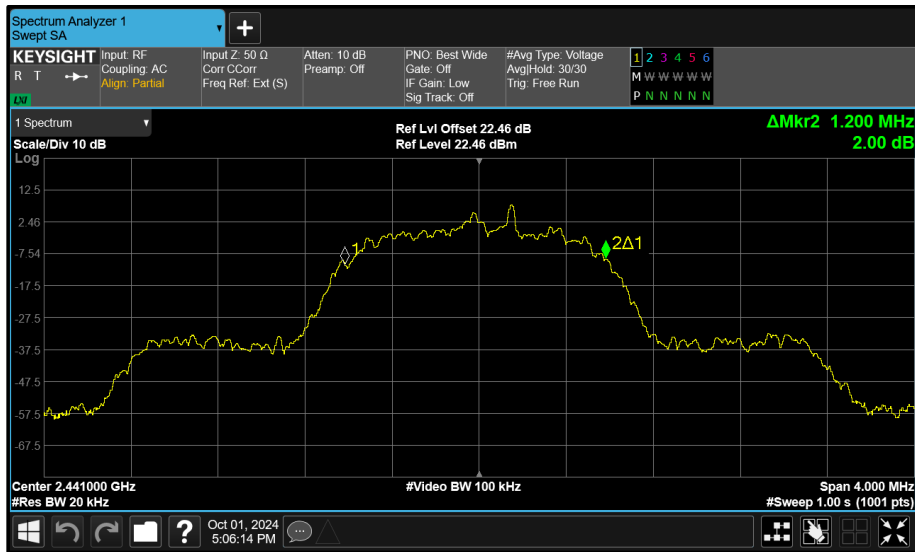 Spectrum Analyzer 1
Swept SA
KEYSIGHT
R T
LXI
Input: RF
Coupling: AC
Align: Partial
Input Z: 50 Ω
Corr CCorr
Freq Ref: Ext (S)
Atten: 10 dB
Preamp: Off
PNO: Best Wide
Gate: Off
IF Gain: Low
Sig Track: Off
#Avg Type: Voltage
Avg|Hold: 30/30
Trig: Free Run
1 2 3 4 5 6
M W W W W W
P N N N N N
1 Spectrum
Scale/Div 10 dB
Log
Ref Lvl Offset 22.46 dB
Ref Level 22.46 dBm
ΔMkr2 1.200 MHz
2.00 dB
12.5
2.46
-7.54
-17.5
-27.5
-37.5
-47.5
-57.5
-67.5
1
2Δ1
Center 2.441000 GHz
#Video BW 100 kHz
Span 4.000 MHz
#Res BW 20 kHz
#Sweep 1.00 s (1001 pts)
?
Oct 01, 2024
5:06:14 PM